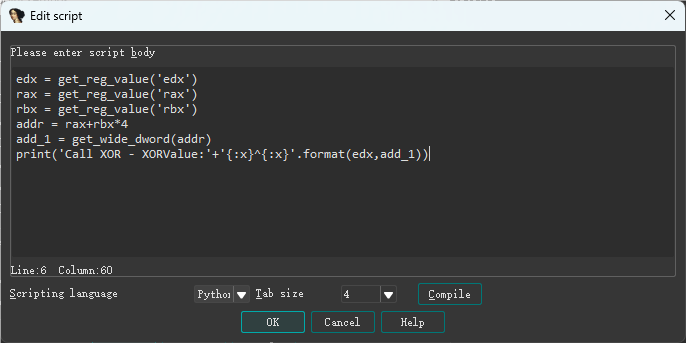 Edit script
Please enter script body
edx = get_reg_value('edx')
rax = get_reg_value('rax')
rbx = get_reg_value('rbx')
addr = rax+rbx*4
add_1 = get_wide_dword(addr)
print('Call XOR - XORValue:'+'{:x}^{:x}'.format(edx,add_1))
Line:6 Column:60
Scripting language Python Tab size 4 Compile
OK Cancel Help